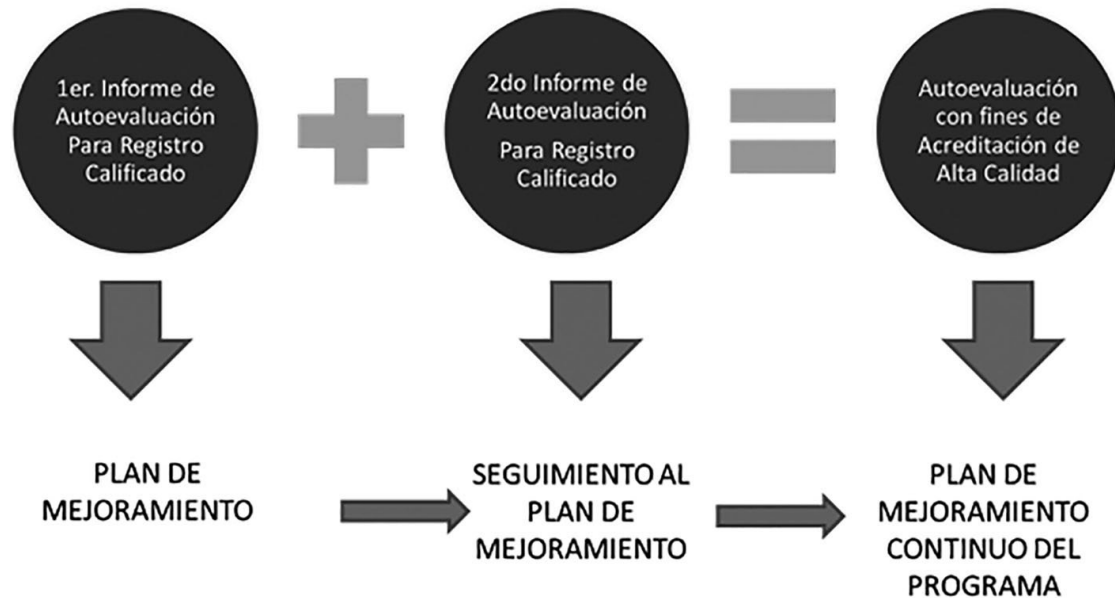 1er. Informe de
Autoevaluación
Para Registro
Calificado
2do Informe de
Autoevaluación
Para Registro
Calificado
Autoevaluación
con fines de
Acreditación de
Alta Calidad
PLAN DE
MEJORAMIENTO
SEGUIMIENTO AL
PLAN DE
MEJORAMIENTO
PLAN DE
MEJORAMIENTO
CONTINUO DEL
PROGRAMA